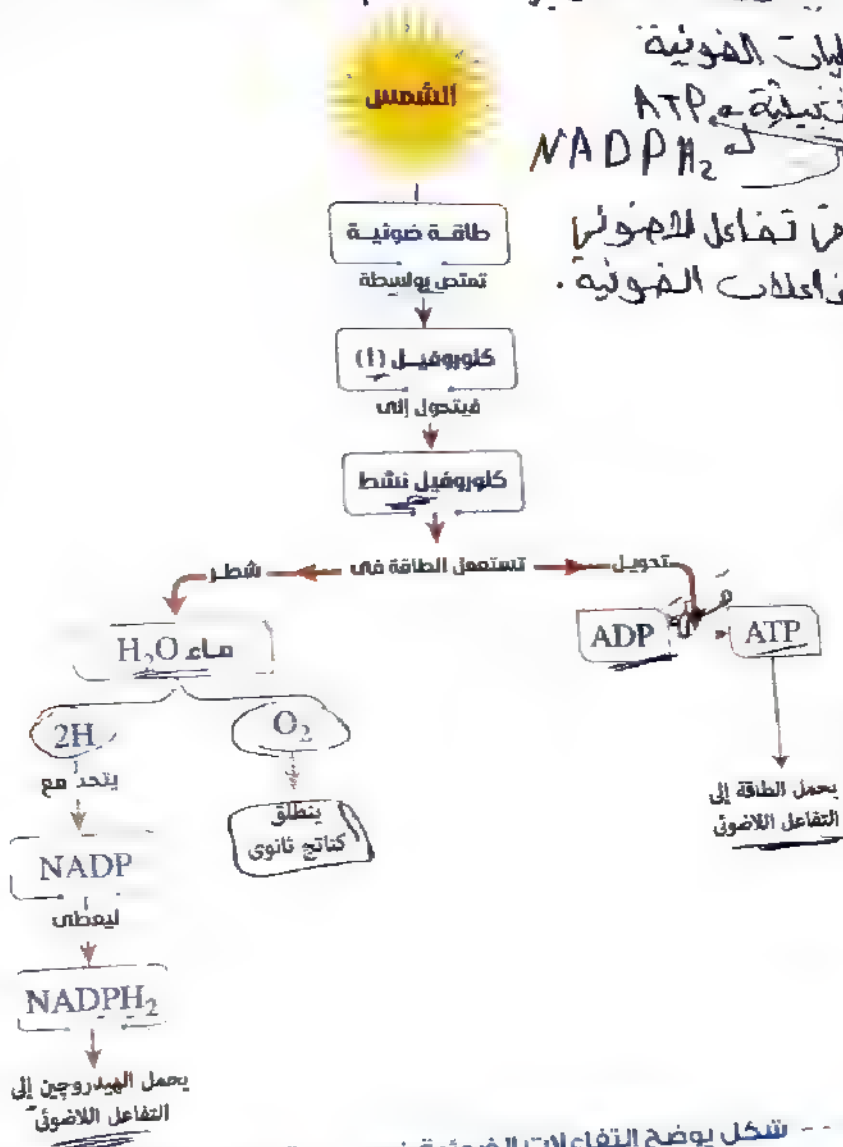 الضوئية
ATP
NADPH₂
تفاعل لاضوئي
الضوئية .
الشمس
طاقة ضوئية
تمتص بواسطة
كلوروفيل (أ)
فيتحول إلى
كلوروفيل نشط
شطر
تستعمل الطاقة فى
تحويل
ماء H₂O
ADP
ATP
2H
O₂
يتحد مع
ينطلق
كناتج ثانوى
يحمل الطاقة إلى
التفاعل اللاضوئى
NADP
ليعطى
NADPH₂
يحمل الهيدروچين إلى
التفاعل اللاضوئى
شكل يوضح التفاعلات الضوئية